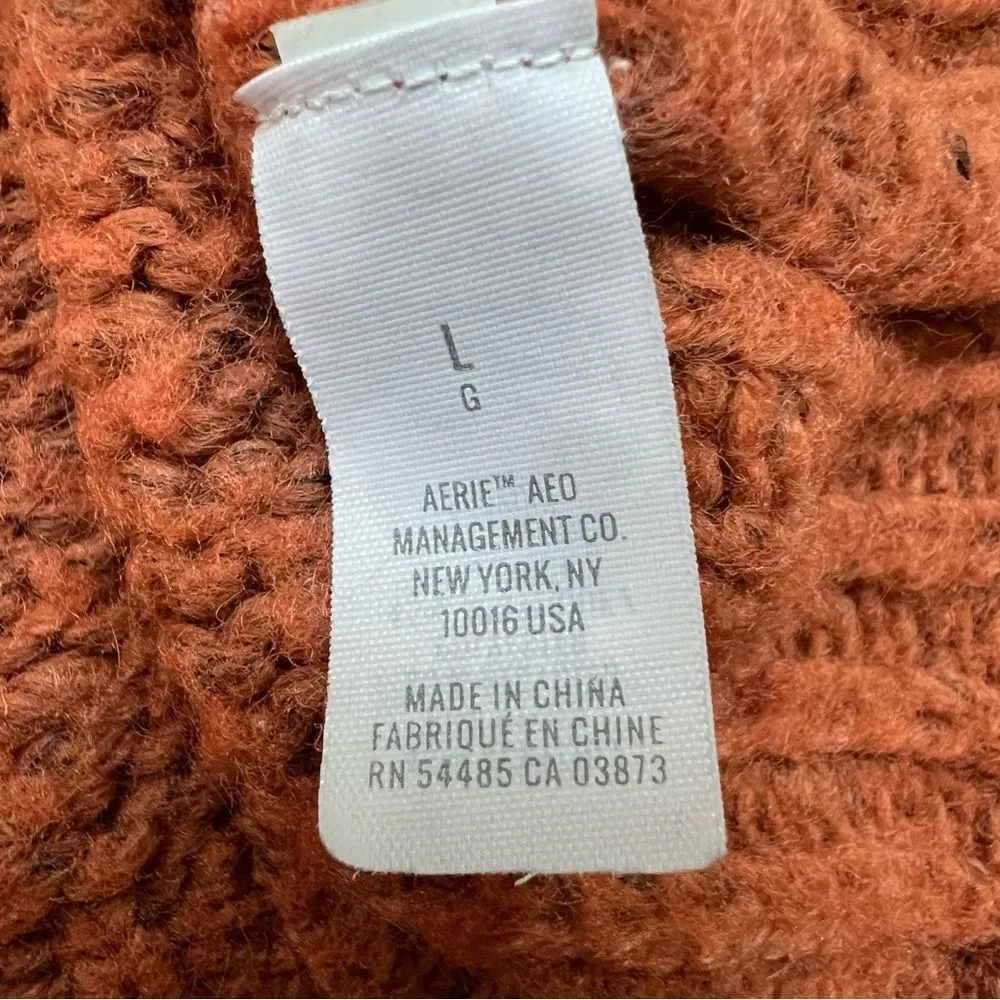 L
G
AERIE™ AEO
MANAGEMENT CO.
NEW YORK, NY
10016 USA
MADE IN CHINA
FABRIQUÉ EN CHINE
RN 54485 CA 03873